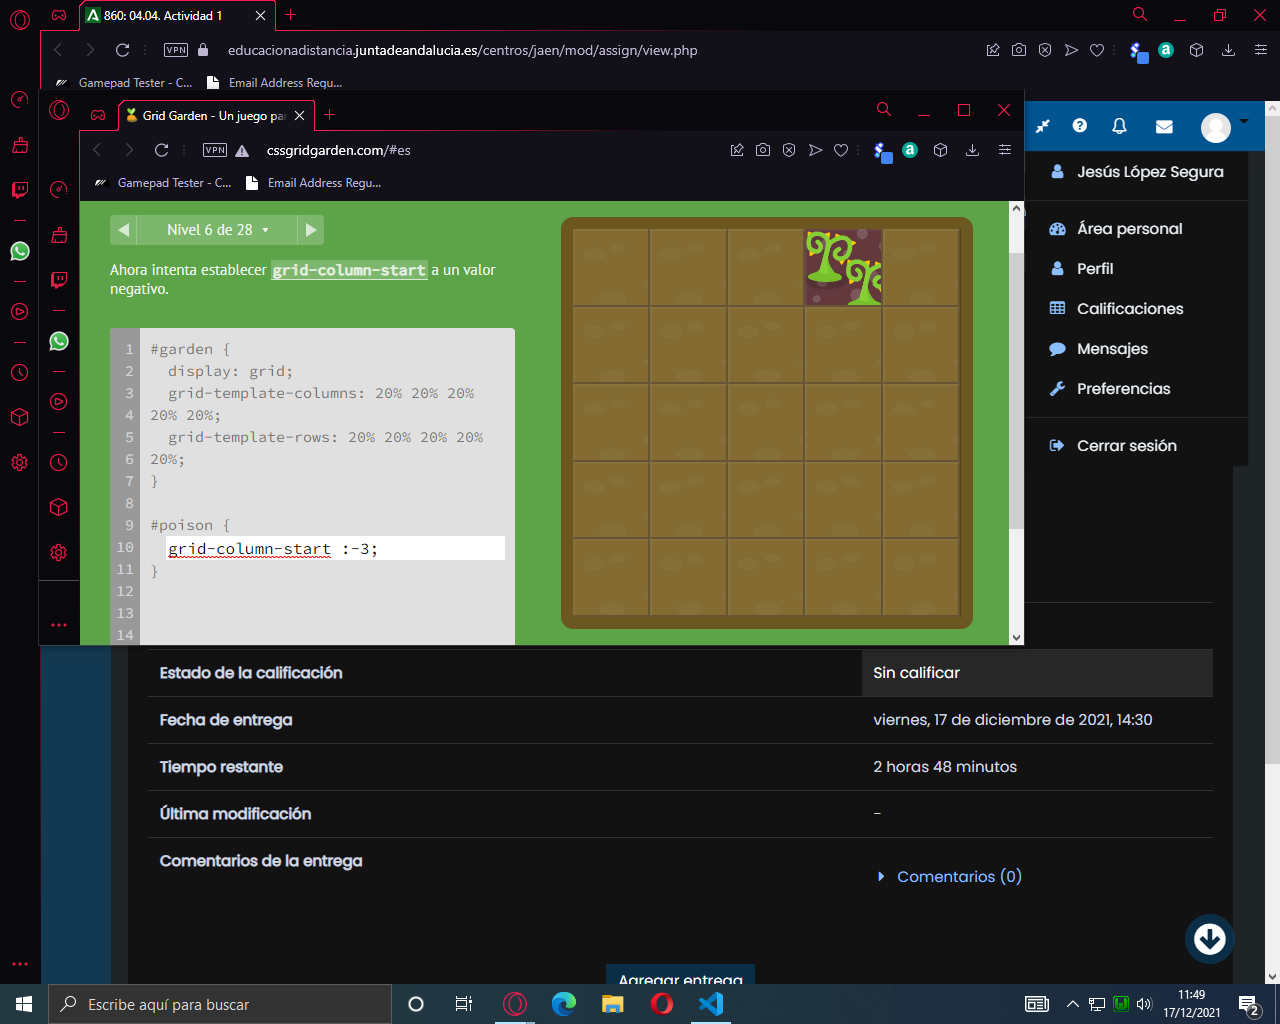 860: 04.04. Actividad 1
VPN
educacionadistancia.juntadeandalucia.es/centros/jaen/mod/assign/view.php
Gamepad Tester - C...
Email Address Requ...
Grid Garden - Un juego pa
VPN
cssgridgarden.com/#es
Gamepad Tester - C...
Email Address Regu...
Nivel 6 de 28
Ahora intenta establecer grid-column-start a un valor
negativo.
1 #garden {
2 display: grid;
3 grid-template-columns: 20% 20% 20%
4 20% 20%;
5 grid-template-rows: 20% 20% 20% 20%
6 20%;
7 }
8
9 #poison {
10 grid-column-start :-3;
11 }
12
13
14
Jesús López Segura
Área personal
Perfil
Calificaciones
Mensajes
Preferencias
Cerrar sesión
Estado de la calificación
Sin calificar
Fecha de entrega
viernes, 17 de diciembre de 2021, 14:30
Tiempo restante
2 horas 48 minutos
Última modificación
-
Comentarios de la entrega
Comentarios (0)
Agregar entrega
Escribe aquí para buscar
11:49
17/12/2021
2